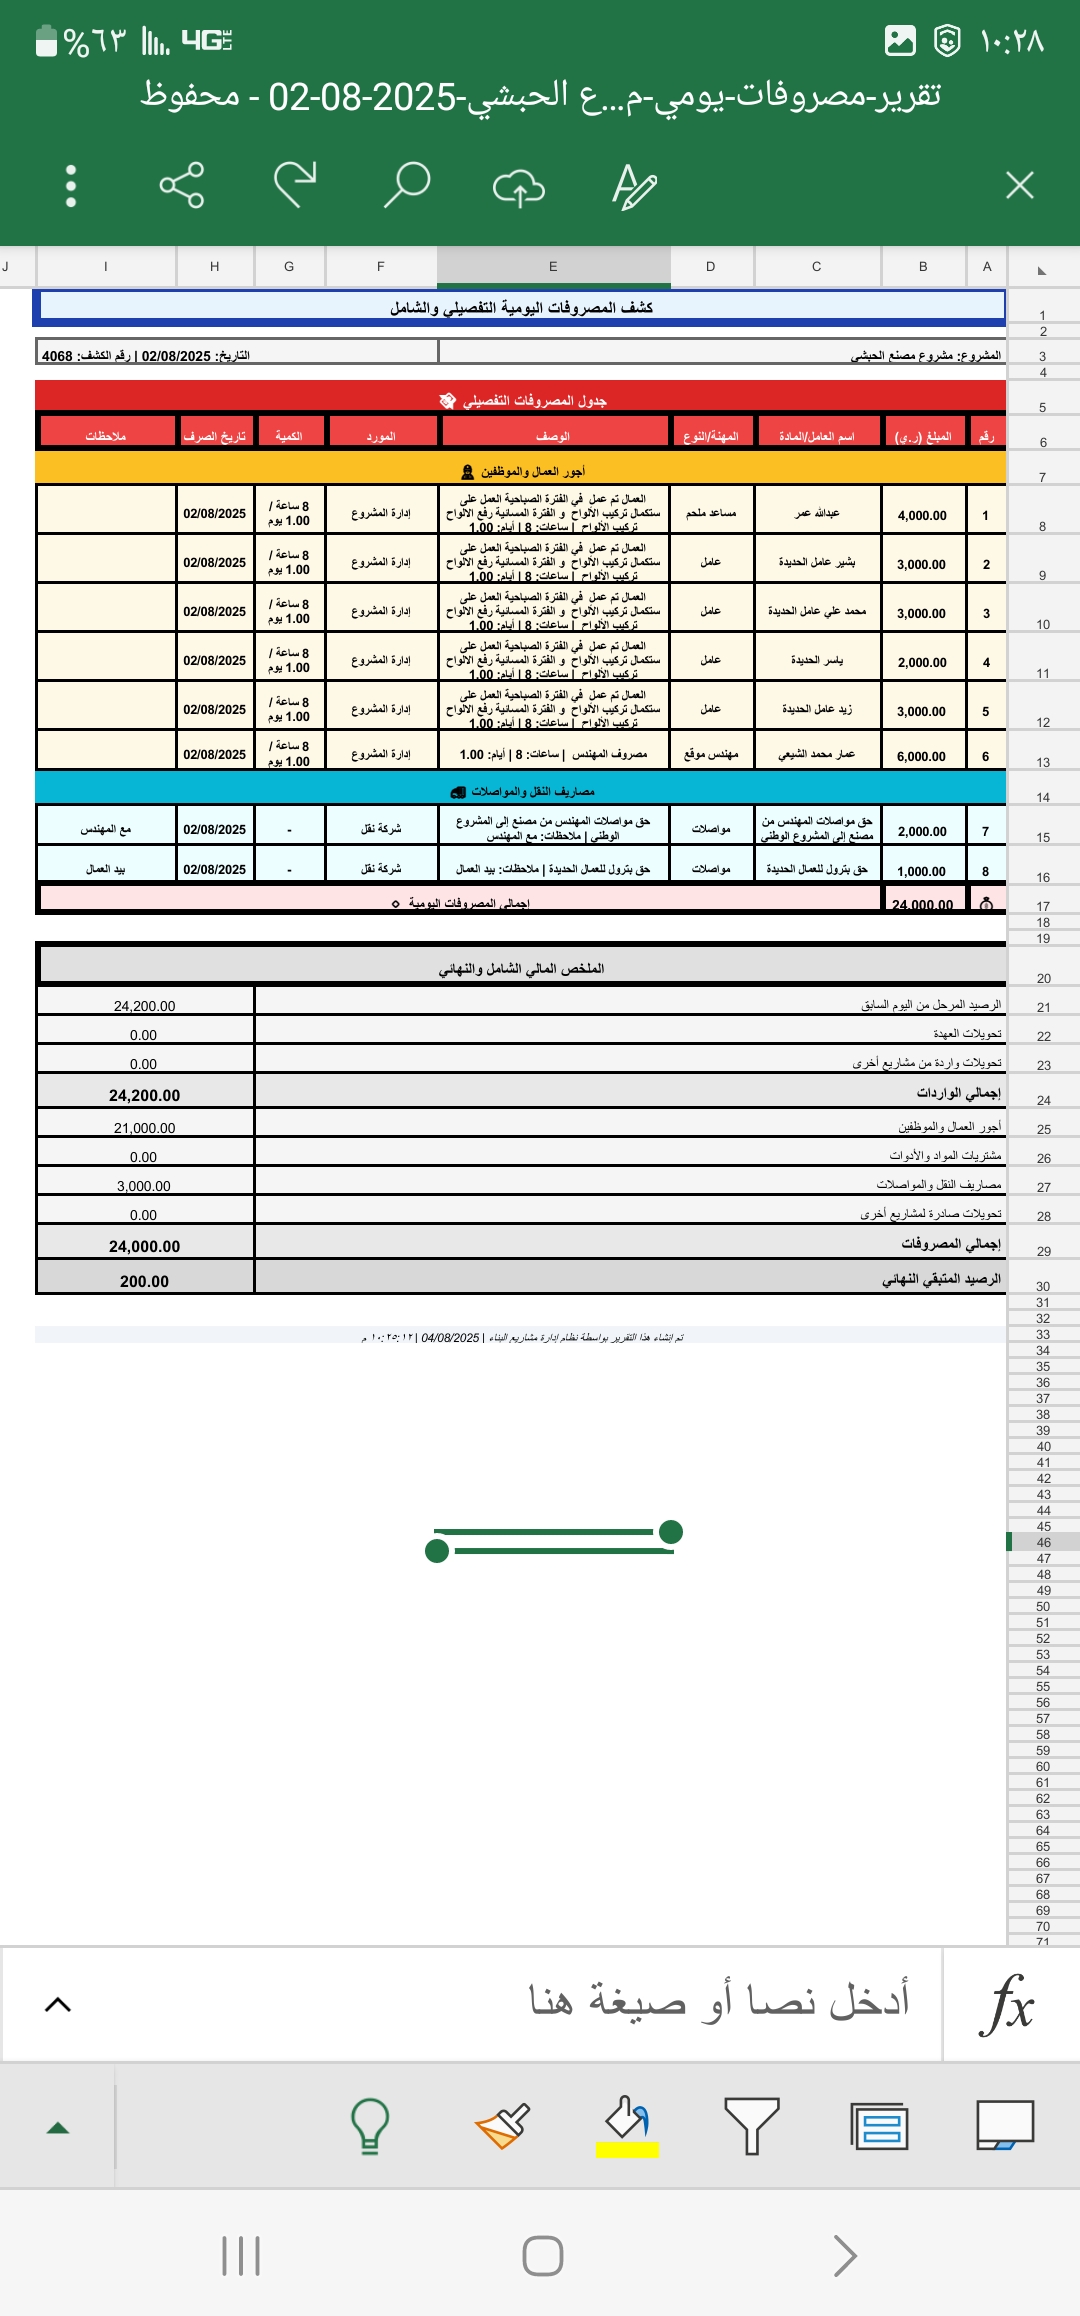 ١٠:٢٨ 4G LTE %٦٣
تقرير-مصروفات-يومي-م...ع الحبشي-2025-08-02 - محفوظ
A B C D E F G H I J
1 كشف المصروفات اليومية التفصيلي والشامل
2
3 المشروع: مشروع مصنع الحبشي التاريخ: 02/08/2025 | رقم الكشف: 4068
4
5 جدول المصروفات التفصيلي
6 رقم المبلغ (ر.ي) اسم العامل/المادة المهنة/النوع الوصف المورد الكمية تاريخ الصرف ملاحظات
7 أجور العمال والموظفين
8 1 4,000.00 عبدالله عمر مساعد ملحم العمال تم عمل في الفترة الصباحية العمل على ستكمال تركيب الألواح و الفترة المسائية رفع الألواح تركيب الألواح | ساعات: 8 | أيام: 1.00 إدارة المشروع 8 ساعة / 1.00 يوم 02/08/2025
9 2 3,000.00 بشير عامل الحديدة عامل العمال تم عمل في الفترة الصباحية العمل على ستكمال تركيب الألواح و الفترة المسائية رفع الألواح تركيب الألواح | ساعات: 8 | أيام: 1.00 إدارة المشروع 8 ساعة / 1.00 يوم 02/08/2025
10 3 3,000.00 محمد علي عامل الحديدة عامل العمال تم عمل في الفترة الصباحية العمل على ستكمال تركيب الألواح و الفترة المسائية رفع الألواح تركيب الألواح | ساعات: 8 | أيام: 1.00 إدارة المشروع 8 ساعة / 1.00 يوم 02/08/2025
11 4 2,000.00 ياسر الحديدة عامل العمال تم عمل في الفترة الصباحية العمل على ستكمال تركيب الألواح و الفترة المسائية رفع الألواح تركيب الألواح | ساعات: 8 | أيام: 1.00 إدارة المشروع 8 ساعة / 1.00 يوم 02/08/2025
12 5 3,000.00 زيد عامل الحديدة عامل العمال تم عمل في الفترة الصباحية العمل على ستكمال تركيب الألواح و الفترة المسائية رفع الألواح تركيب الألواح | ساعات: 8 | أيام: 1.00 إدارة المشروع 8 ساعة / 1.00 يوم 02/08/2025
13 6 6,000.00 عمار محمد الشيعي مهندس موقع مصروف المهندس | ساعات: 8 | أيام: 1.00 إدارة المشروع 8 ساعة / 1.00 يوم 02/08/2025
14 مصاريف النقل والمواصلات
15 7 2,000.00 حق مواصلات المهندس من مصنع إلى المشروع الوطني مواصلات حق مواصلات المهندس من مصنع إلى المشروع الوطني | ملاحظات: مع المهندس شركة نقل - 02/08/2025 مع المهندس
16 8 1,000.00 حق بترول للعمال الحديدة مواصلات حق بترول للعمال الحديدة | ملاحظات: بيد العمال شركة نقل - 02/08/2025 بيد العمال
17 24,000.00 إجمالي المصروفات اليومية
18
19
20 الملخص المالي الشامل والنهائي
21 الرصيد المرحل من اليوم السابق 24,200.00
22 تحويلات العهدة 0.00
23 تحويلات واردة من مشاريع أخرى 0.00
24 إجمالي الواردات 24,200.00
25 أجور العمال والموظفين 21,000.00
26 مشتريات المواد والأدوات 0.00
27 مصاريف النقل والمواصلات 3,000.00
28 تحويلات صادرة لمشاريع أخرى 0.00
29 إجمالي المصروفات 24,000.00
30 الرصيد المتبقي النهائي 200.00
31
32
33 تم إنشاء هذا التقرير بواسطة نظام إدارة مشاريع البناء | 04/08/2025 | ١٠:٢٥:١٢ م
34
35
36
37
38
39
40
41
42
43
44
45
46
47
48
49
50
51
52
53
54
55
56
57
58
59
60
61
62
63
64
65
66
67
68
69
70
71
fx أدخل نصا أو صيغة هنا